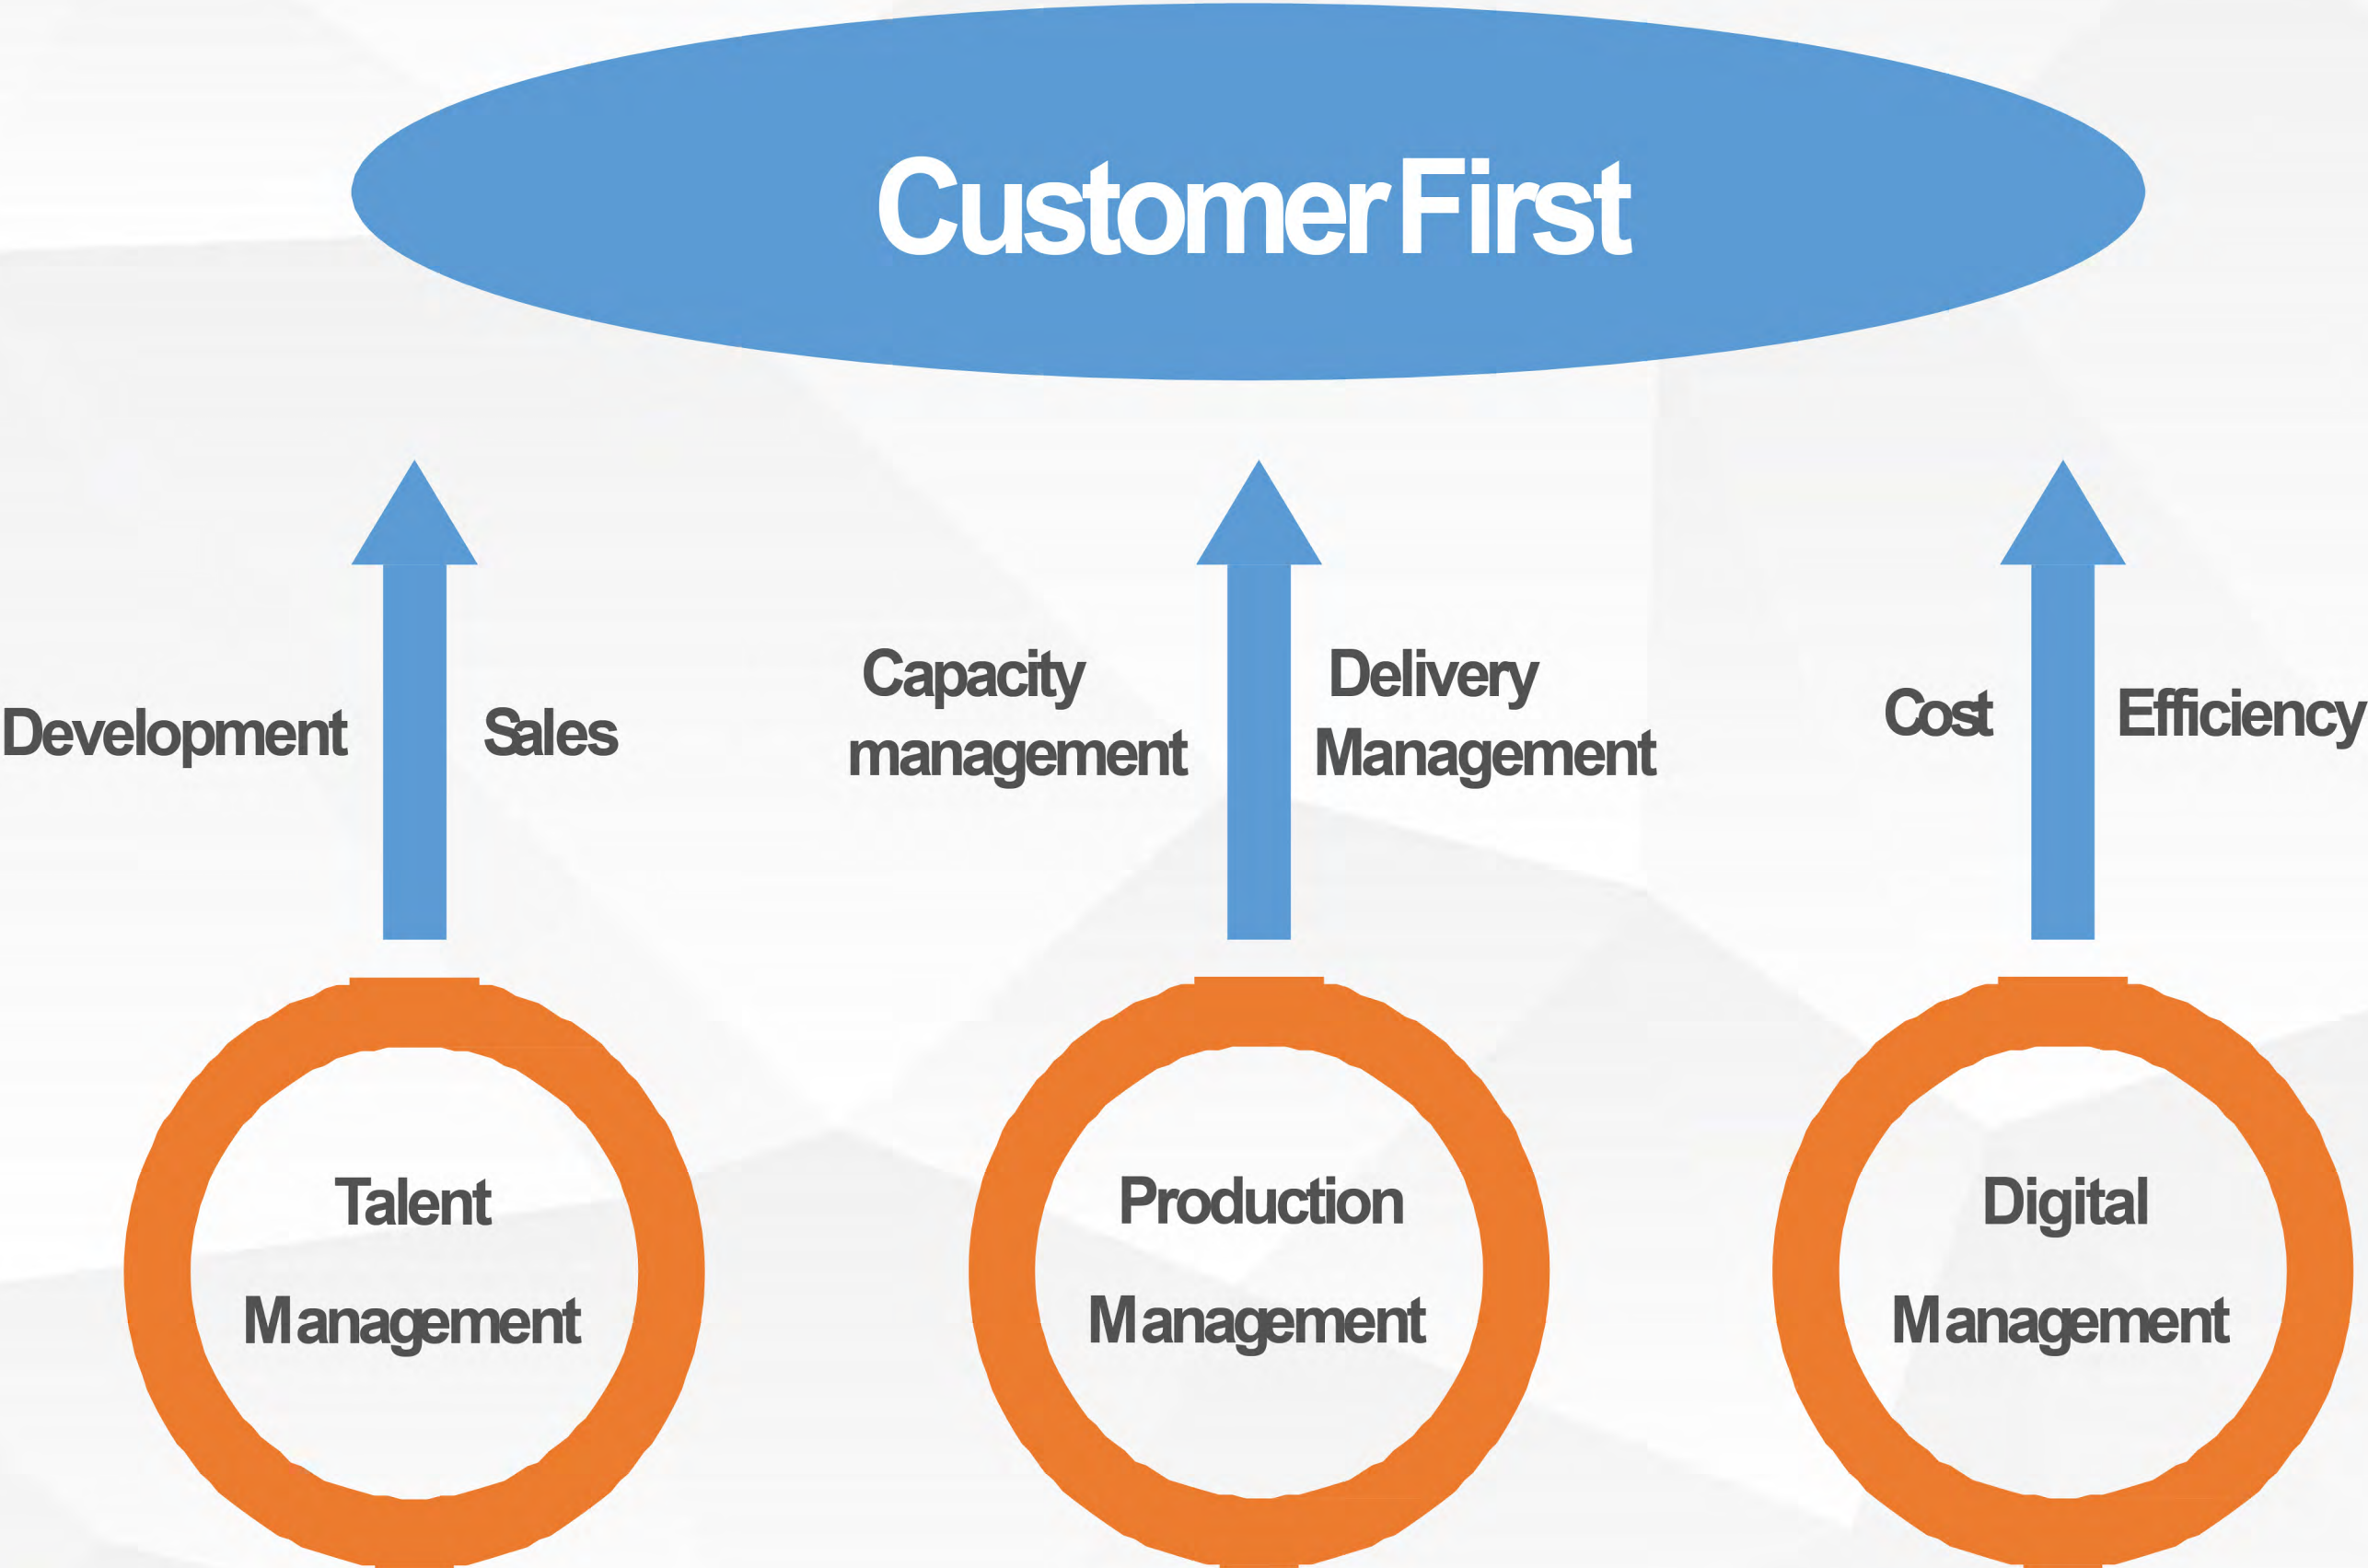 Customer First
Development
Sales
Capacity
management
Delivery
Management
Cost
Efficiency
Talent
Management
Production
Management
Digital
Management